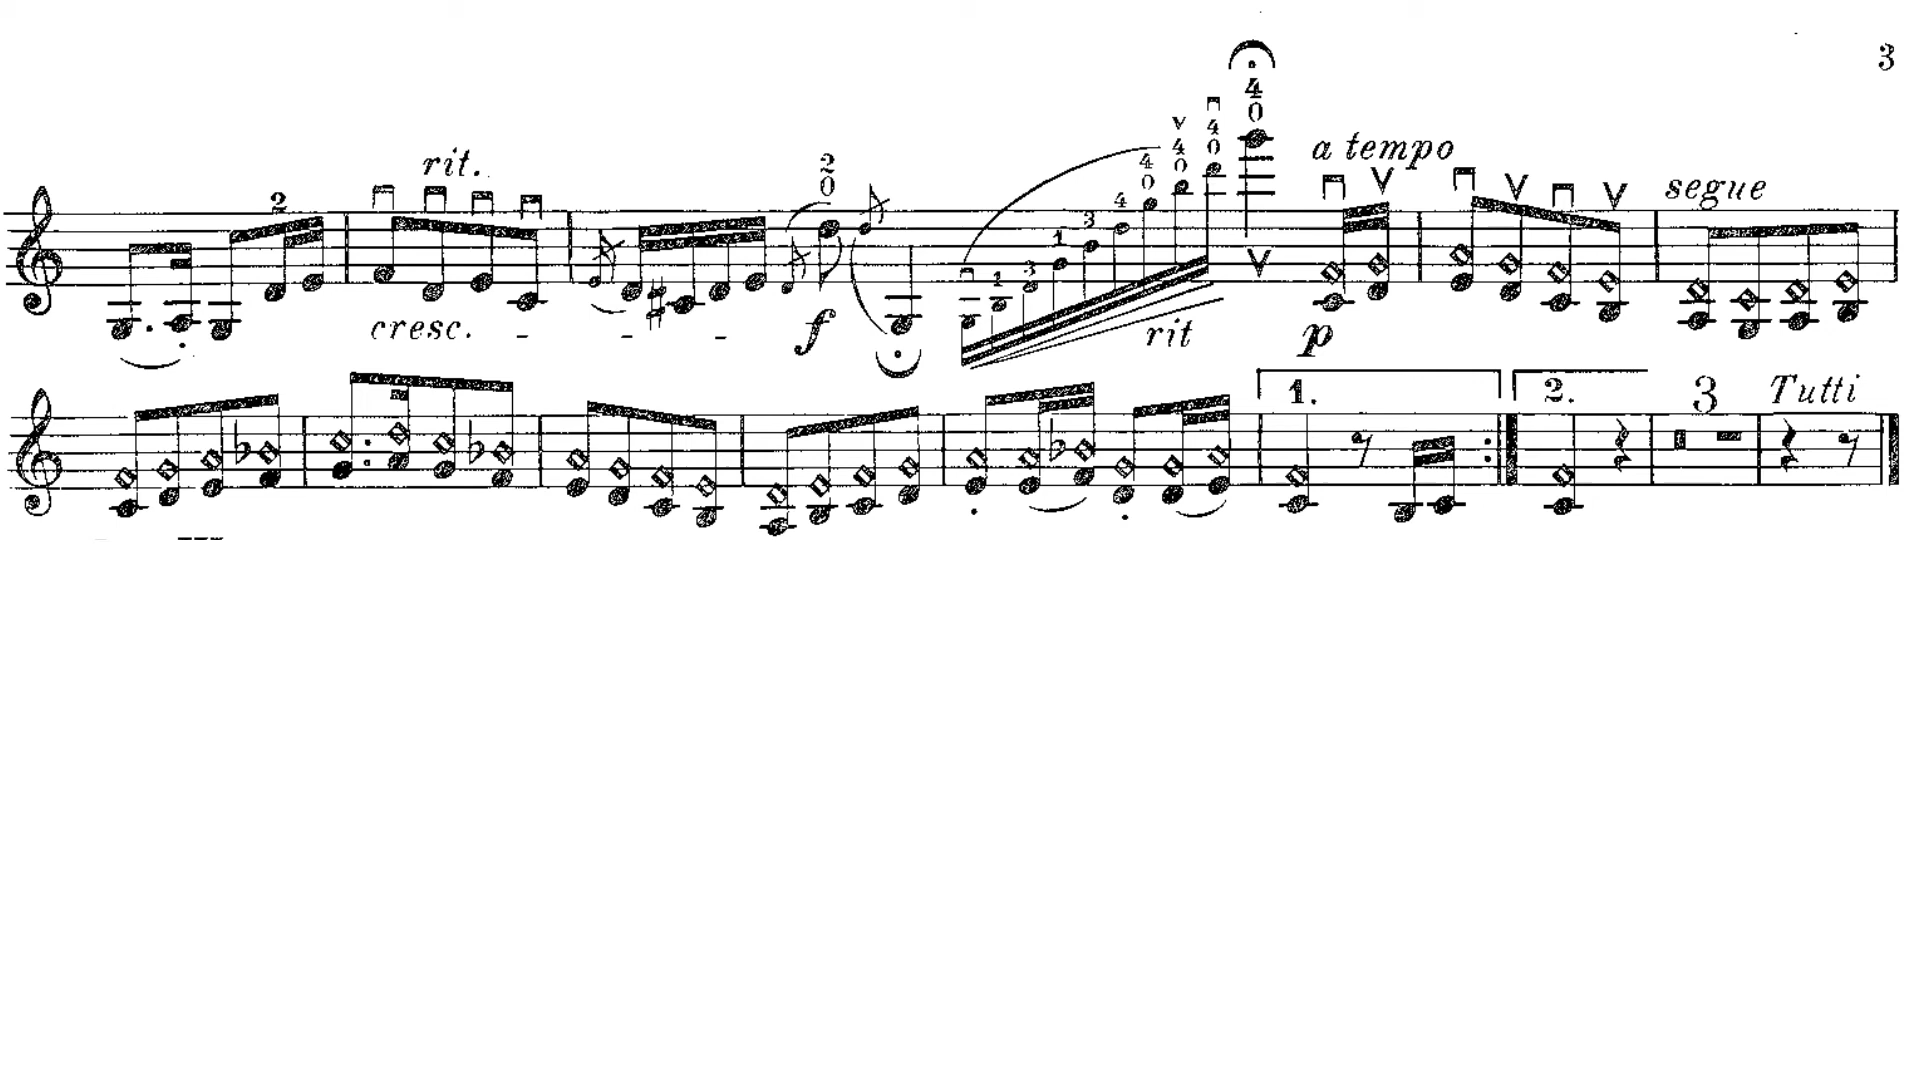 3
rit.
a tempo
segue
cresc.
f
rit
p
1.
2.
3
Tutti